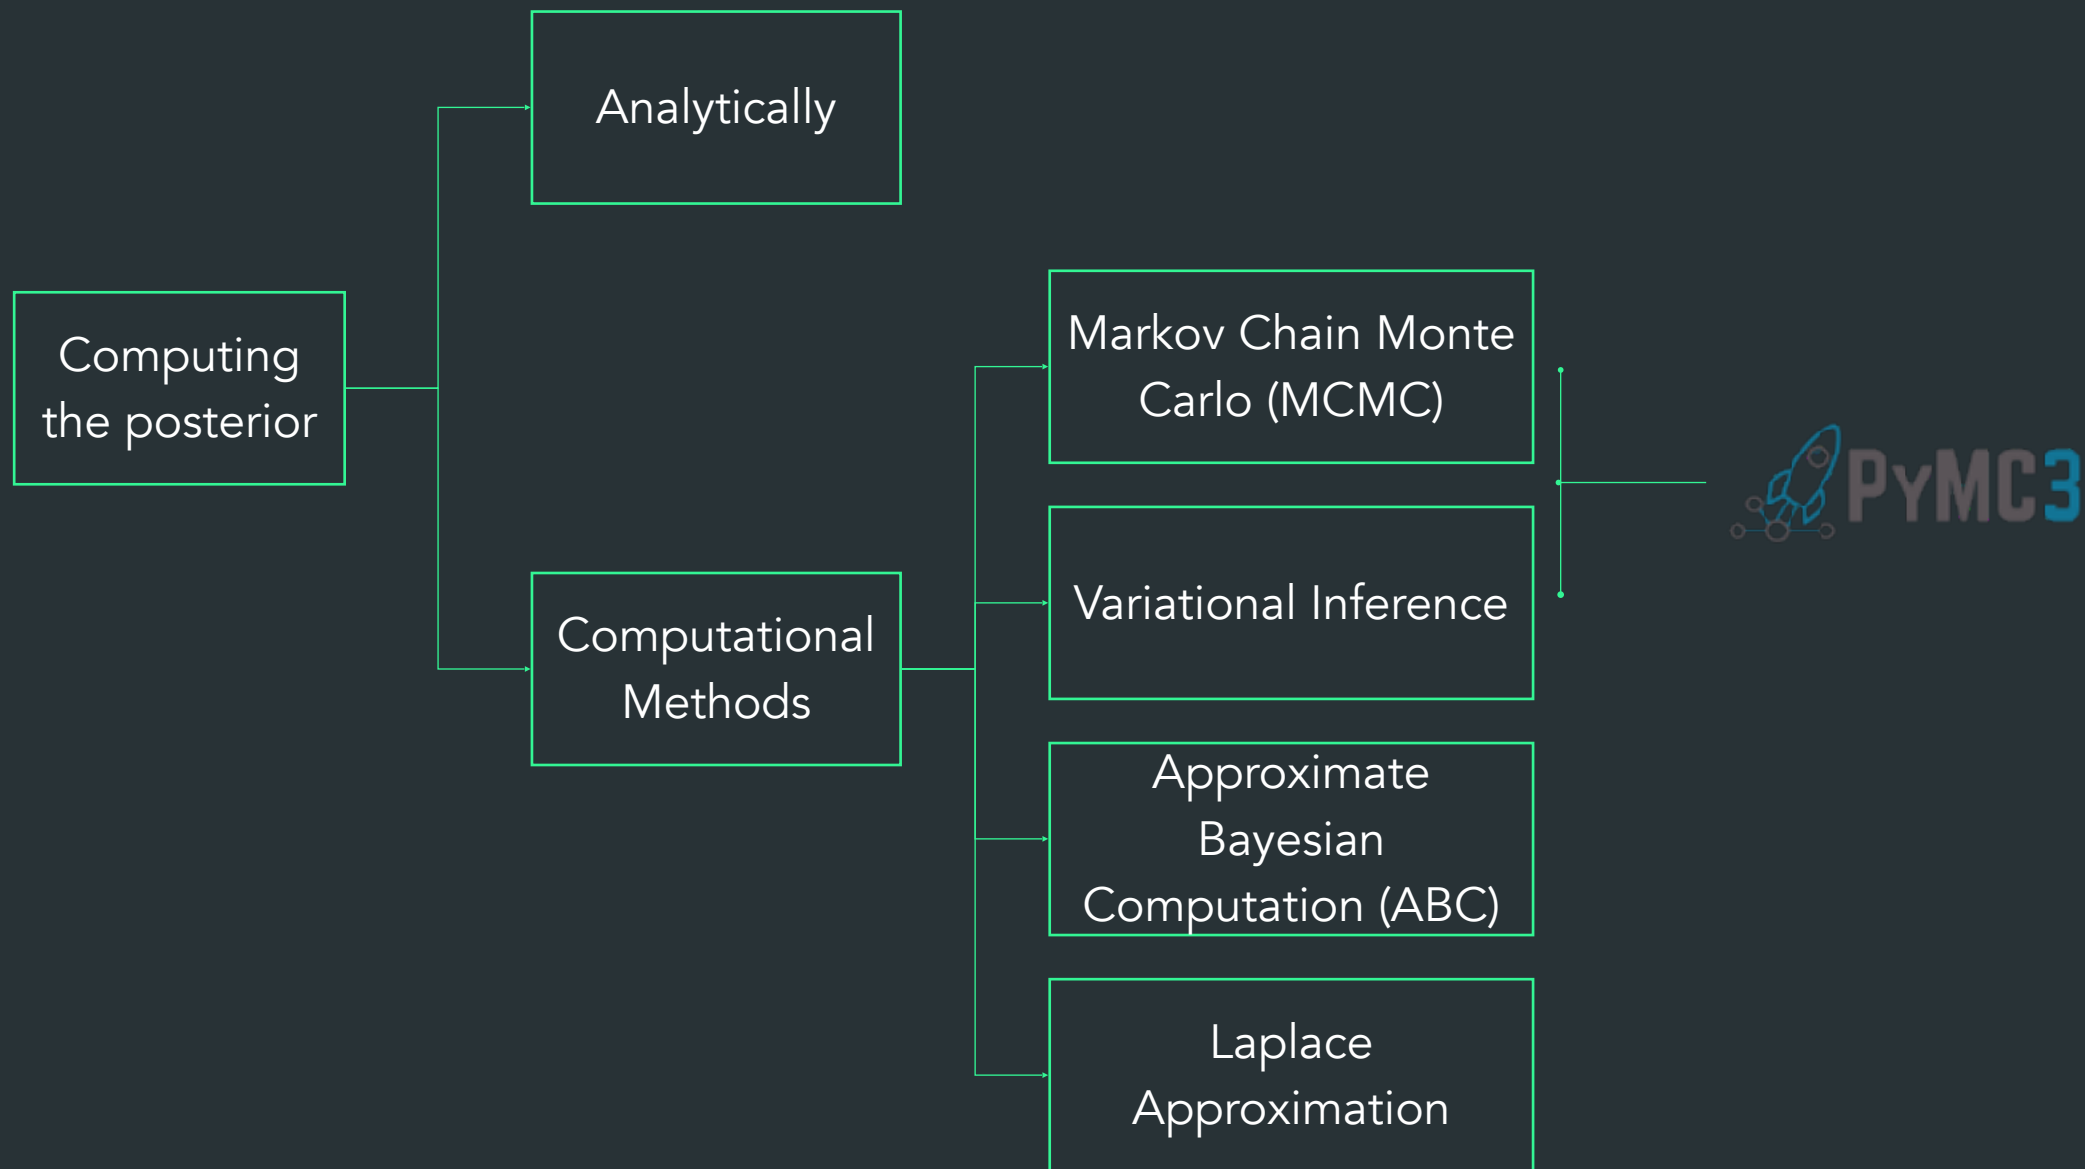 Analytically
Computing
the posterior
Markov Chain Monte
Carlo (MCMC)
PyMC3
Variational Inference
Computational
Methods
Approximate
Bayesian
Computation (ABC)
Laplace
Approximation